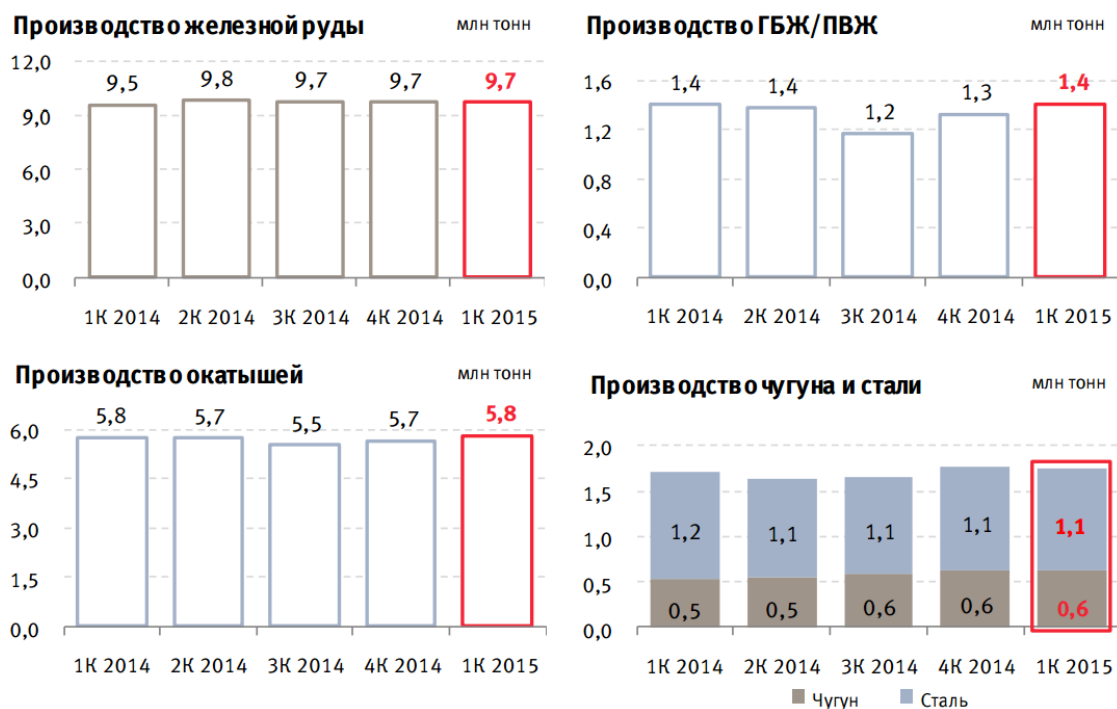 Производство железной руды млн тонн
12,0
9,0
6,0
3,0
0,0
9,5 9,8 9,7 9,7 9,7
1К 2014 2К 2014 3К 2014 4К 2014 1К 2015
Производство ГБЖ/ПВЖ млн тонн
1,6
1,2
0,8
0,4
0,0
1,4 1,4 1,2 1,3 1,4
1К 2014 2К 2014 3К 2014 4К 2014 1К 2015
Производство окатышей млн тонн
6,0
4,5
3,0
1,5
0,0
5,8 5,7 5,5 5,7 5,8
1К 2014 2К 2014 3К 2014 4К 2014 1К 2015
Производство чугуна и стали млн тонн
2,0
1,5
1,0
0,5
0,0
1,2 1,1 1,1 1,1 1,1
0,5 0,5 0,6 0,6 0,6
1К 2014 2К 2014 3К 2014 4К 2014 1К 2015
Чугун Сталь